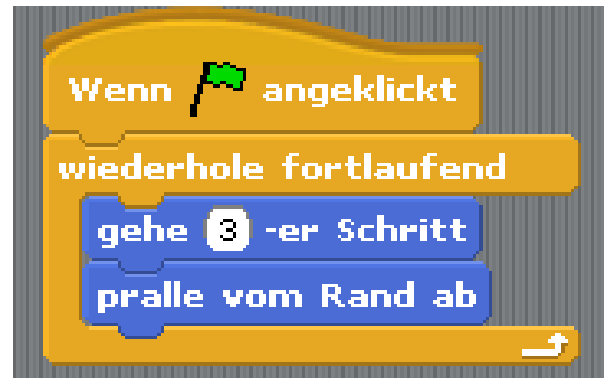 Wenn angeklickt
wiederhole fortlaufend
gehe 3 -er Schritt
pralle vom Rand ab